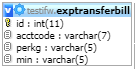 testifw.exptransferbill
id : int(11)
acctcode : varchar(7)
perkg : varchar(5)
min : varchar(5)